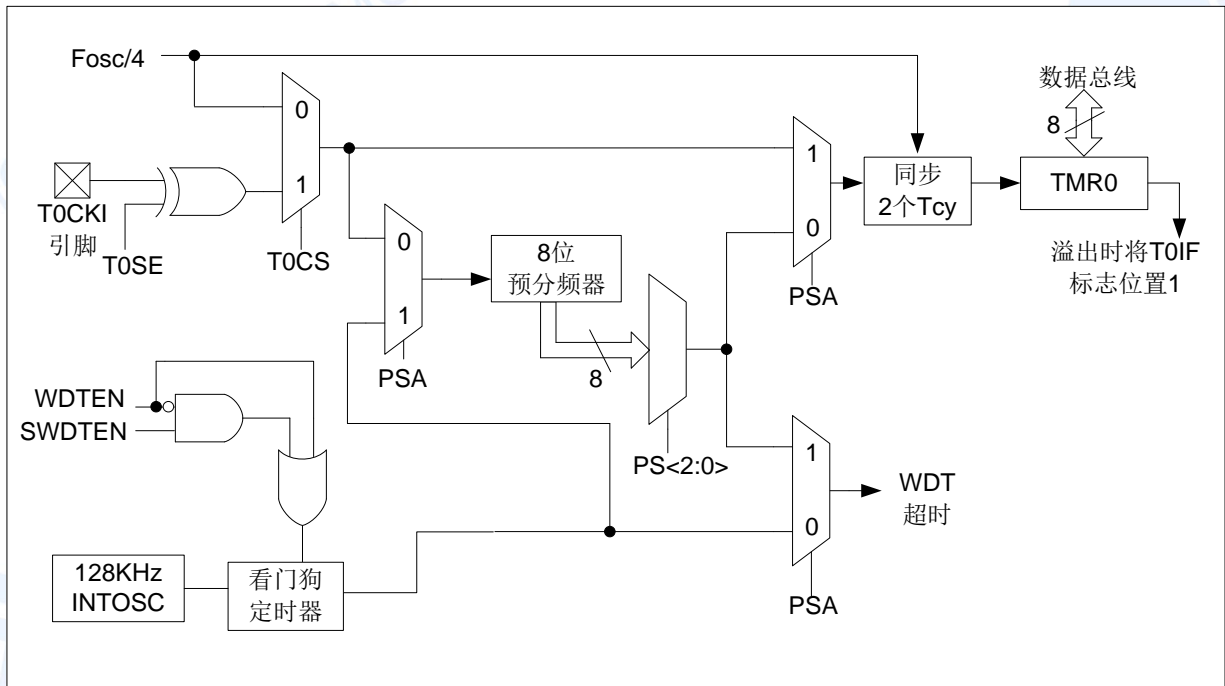 Fosc/4
数据总线
8
0
1
T0CKI
引脚
T0SE
T0CS
1
0
PSA
同步
2个Tcy
TMR0
溢出时将T0IF
标志位置1
0
1
PSA
8位
预分频器
8
PS<2:0>
WDTEN
SWDTEN
1
0
PSA
WDT
超时
128KHz
INTOSC
看门狗
定时器